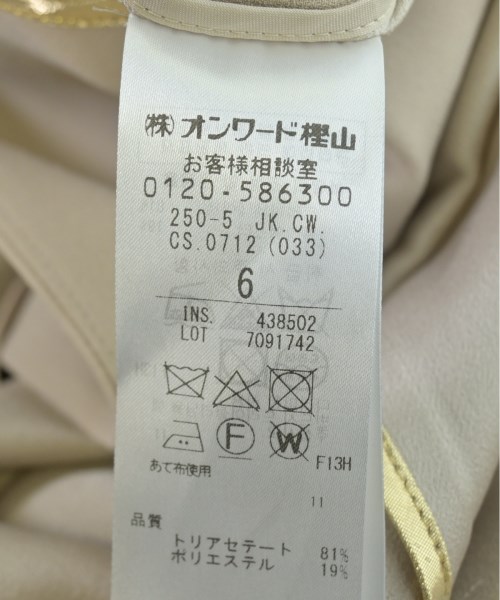 (株)オンワード樫山
お客様相談室
0120-586300
250-5 JK.CW.
CS.0712 (033)
6
INS. 438502
LOT 7091742
F W
F13H
あて布使用
11
品質
トリアセテート 81%
ポリエステル 19%